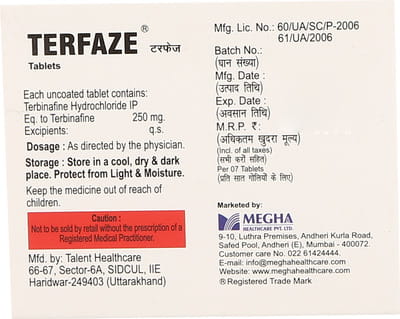 TERFAZE® टरफेज
Tablets
Each uncoated tablet contains:
Terbinafine Hydrochloride IP
Eq. to Terbinafine 250 mg.
Excipients: q.s.
Dosage : As directed by the physician.
Storage : Store in a cool, dry & dark
place. Protect from Light & Moisture.
Keep the medicine out of reach of
children.
Caution :
Not to be sold by retail without the prescription of a
Registered Medical Practitioner.
Mfd. by: Talent Healthcare
66-67, Sector-6A, SIDCUL, IIE
Haridwar-249403 (Uttarakhand)
Mfg. Lic. No.: 60/UA/SC/P-2006
61/UA/2006
Batch No.:
(घान संख्या)
Mfg. Date :
(उत्पाद तिथि)
Exp. Date :
(अवसान तिथि)
M.R.P. ₹:
(अधिकतम खुदरा मूल्य)
(Incl. of all taxes)
(सभी करों सहित)
Per 07 Tablets
(प्रति सात गोलियों के लिए)
Marketed by:
MEGHA
HEALTHCARE PVT. LTD.
9-10, Luthra Premises, Andheri Kurla Road,
Safed Pool, Andheri (E), Mumbai - 400072.
Customer care No. 022 61424444.
E-mail: info@meghahealthcare.com
Website: www.meghahealthcare.com
® Registered Trade Mark